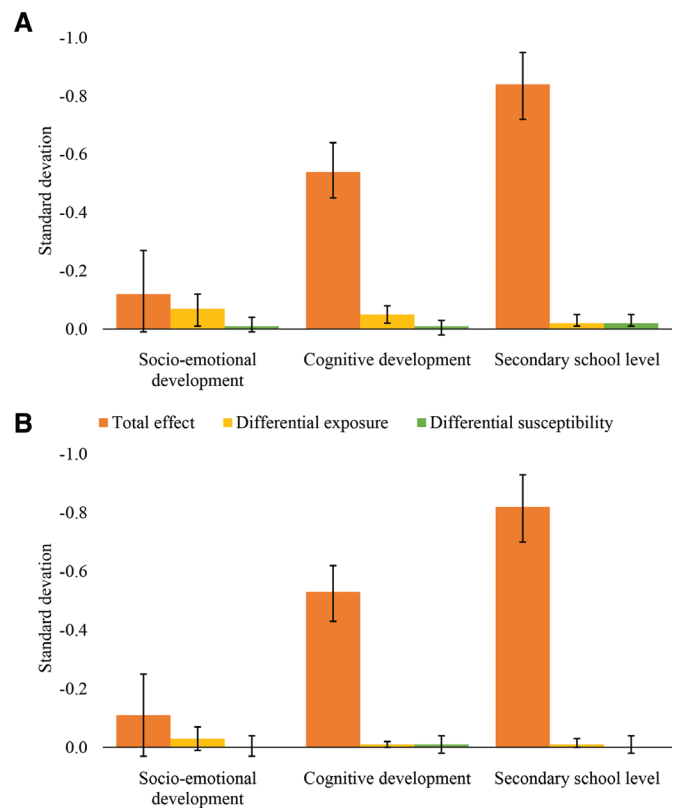 A
-1.0
-0.8
-0.6
-0.4
-0.2
0.0
Standard devation
Socio-emotional
development
Cognitive development
Secondary school level
Total effect
Differential exposure
Differential susceptibility
B
-1.0
-0.8
-0.6
-0.4
-0.2
0.0
Standard devation
Socio-emotional
development
Cognitive development
Secondary school level